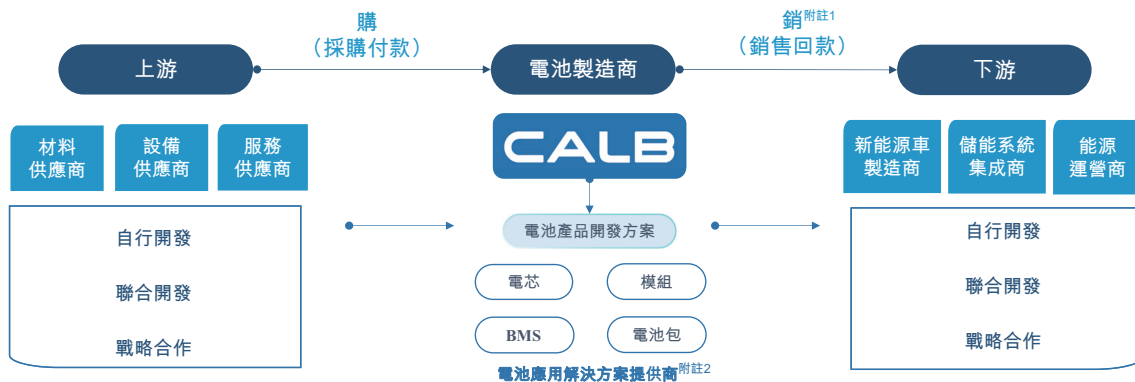 購
（採購付款）
銷附註1
（銷售回款）
上游
電池製造商
下游
材料
供應商
設備
供應商
服務
供應商
CALB
新能源車
製造商
儲能系統
集成商
能源
運營商
自行開發
聯合開發
戰略合作
電池產品開發方案
電芯
模組
BMS
電池包
電池應用解決方案提供商附註2
自行開發
聯合開發
戰略合作